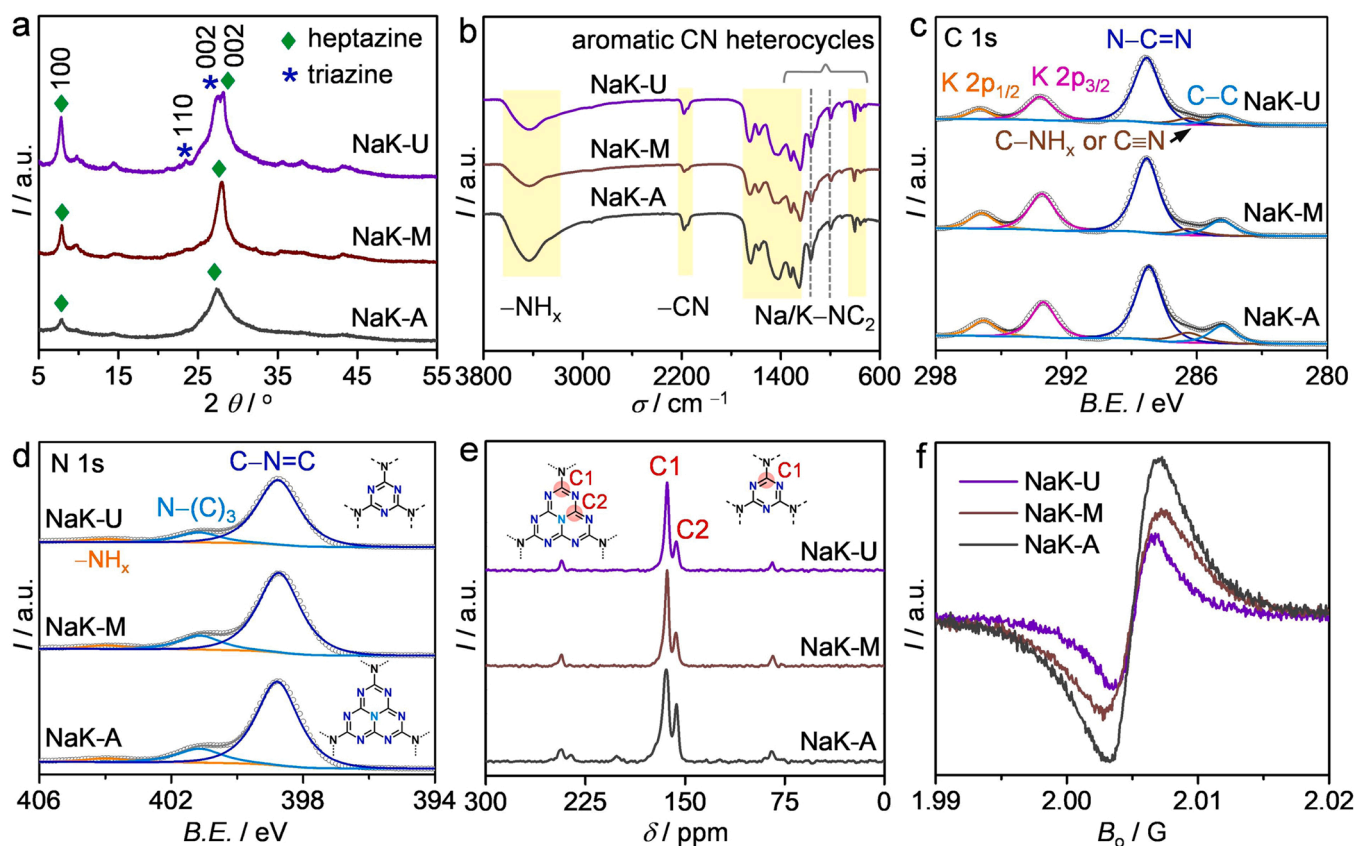 a
100
002
002
110
heptazine
* triazine
NaK-U
NaK-M
NaK-A
I / a.u.
5 15 25 35 45 55
2 θ / °
b
aromatic CN heterocycles
NaK-U
NaK-M
NaK-A
–NHₓ
–CN
Na/K–NC₂
I / a.u.
3800 3000 2200 1400 600
σ / cm ⁻¹
c
C 1s
N–C=N
K 2p₁/₂
K 2p₃/₂
C–C
NaK-U
C–NHₓ or C≡N
NaK-M
NaK-A
I / a.u.
298 292 286 280
B.E. / eV
d
N 1s
C–N=C
N–(C)₃
NaK-U
–NHₓ
NaK-M
NaK-A
I / a.u.
406 402 398 394
B.E. / eV
e
C1
C2
C1
C2
C1
NaK-U
NaK-M
NaK-A
I / a.u.
300 225 150 75 0
δ / ppm
f
NaK-U
NaK-M
NaK-A
I / a.u.
1.99 2.00 2.01 2.02
Bₒ / G